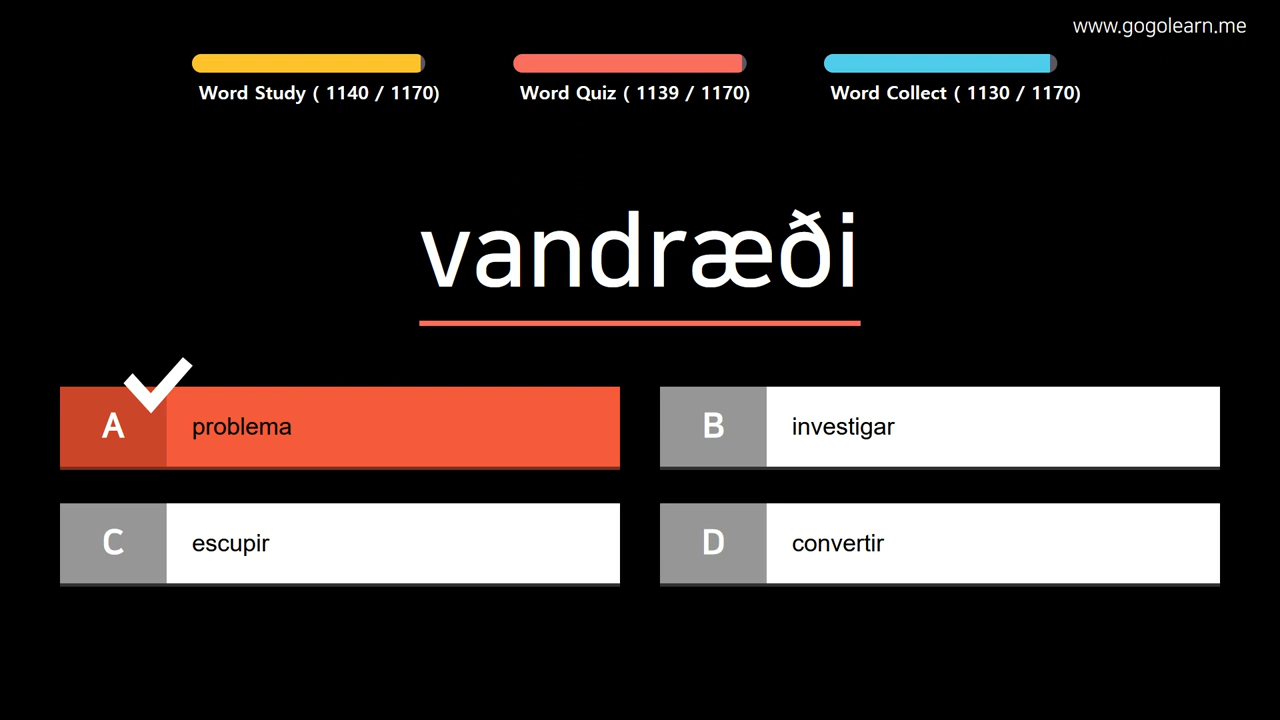 www.gogolearn.me
Word Study ( 1140 / 1170)
Word Quiz ( 1139 / 1170)
Word Collect ( 1130 / 1170)
vandræði
A problema
B investigar
C escupir
D convertir